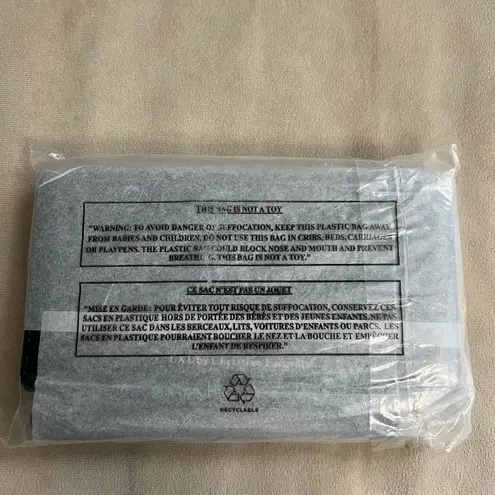 THIS BAG IS NOT A TOY
"WARNING: TO AVOID DANGER OF SUFFOCATION, KEEP THIS PLASTIC BAG AWAY
FROM BABIES AND CHILDREN. DO NOT USE THIS BAG IN CRIBS, BEDS, CARRIAGES
OR PLAYPENS. THE PLASTIC BAG COULD BLOCK NOSE AND MOUTH AND PREVENT
BREATHING. THIS BAG IS NOT A TOY."
CE SAC N'EST PAS UN JOUET
"MISE EN GARDE: POUR ÉVITER TOUT RISQUE DE SUFFOCATION, CONSERVEZ CES
SACS EN PLASTIQUE HORS DE PORTÉE DES BÉBÉS ET DES JEUNES ENFANTS. NE PAS
UTILISER CE SAC DANS LES BERCEAUX, LITS, VOITURES D'ENFANTS OU PARCS. LES
SACS EN PLASTIQUE POURRAIENT BOUCHER LE NEZ ET LA BOUCHE ET EMPÊCHER
L'ENFANT DE RESPIRER."
RECYCLABLE